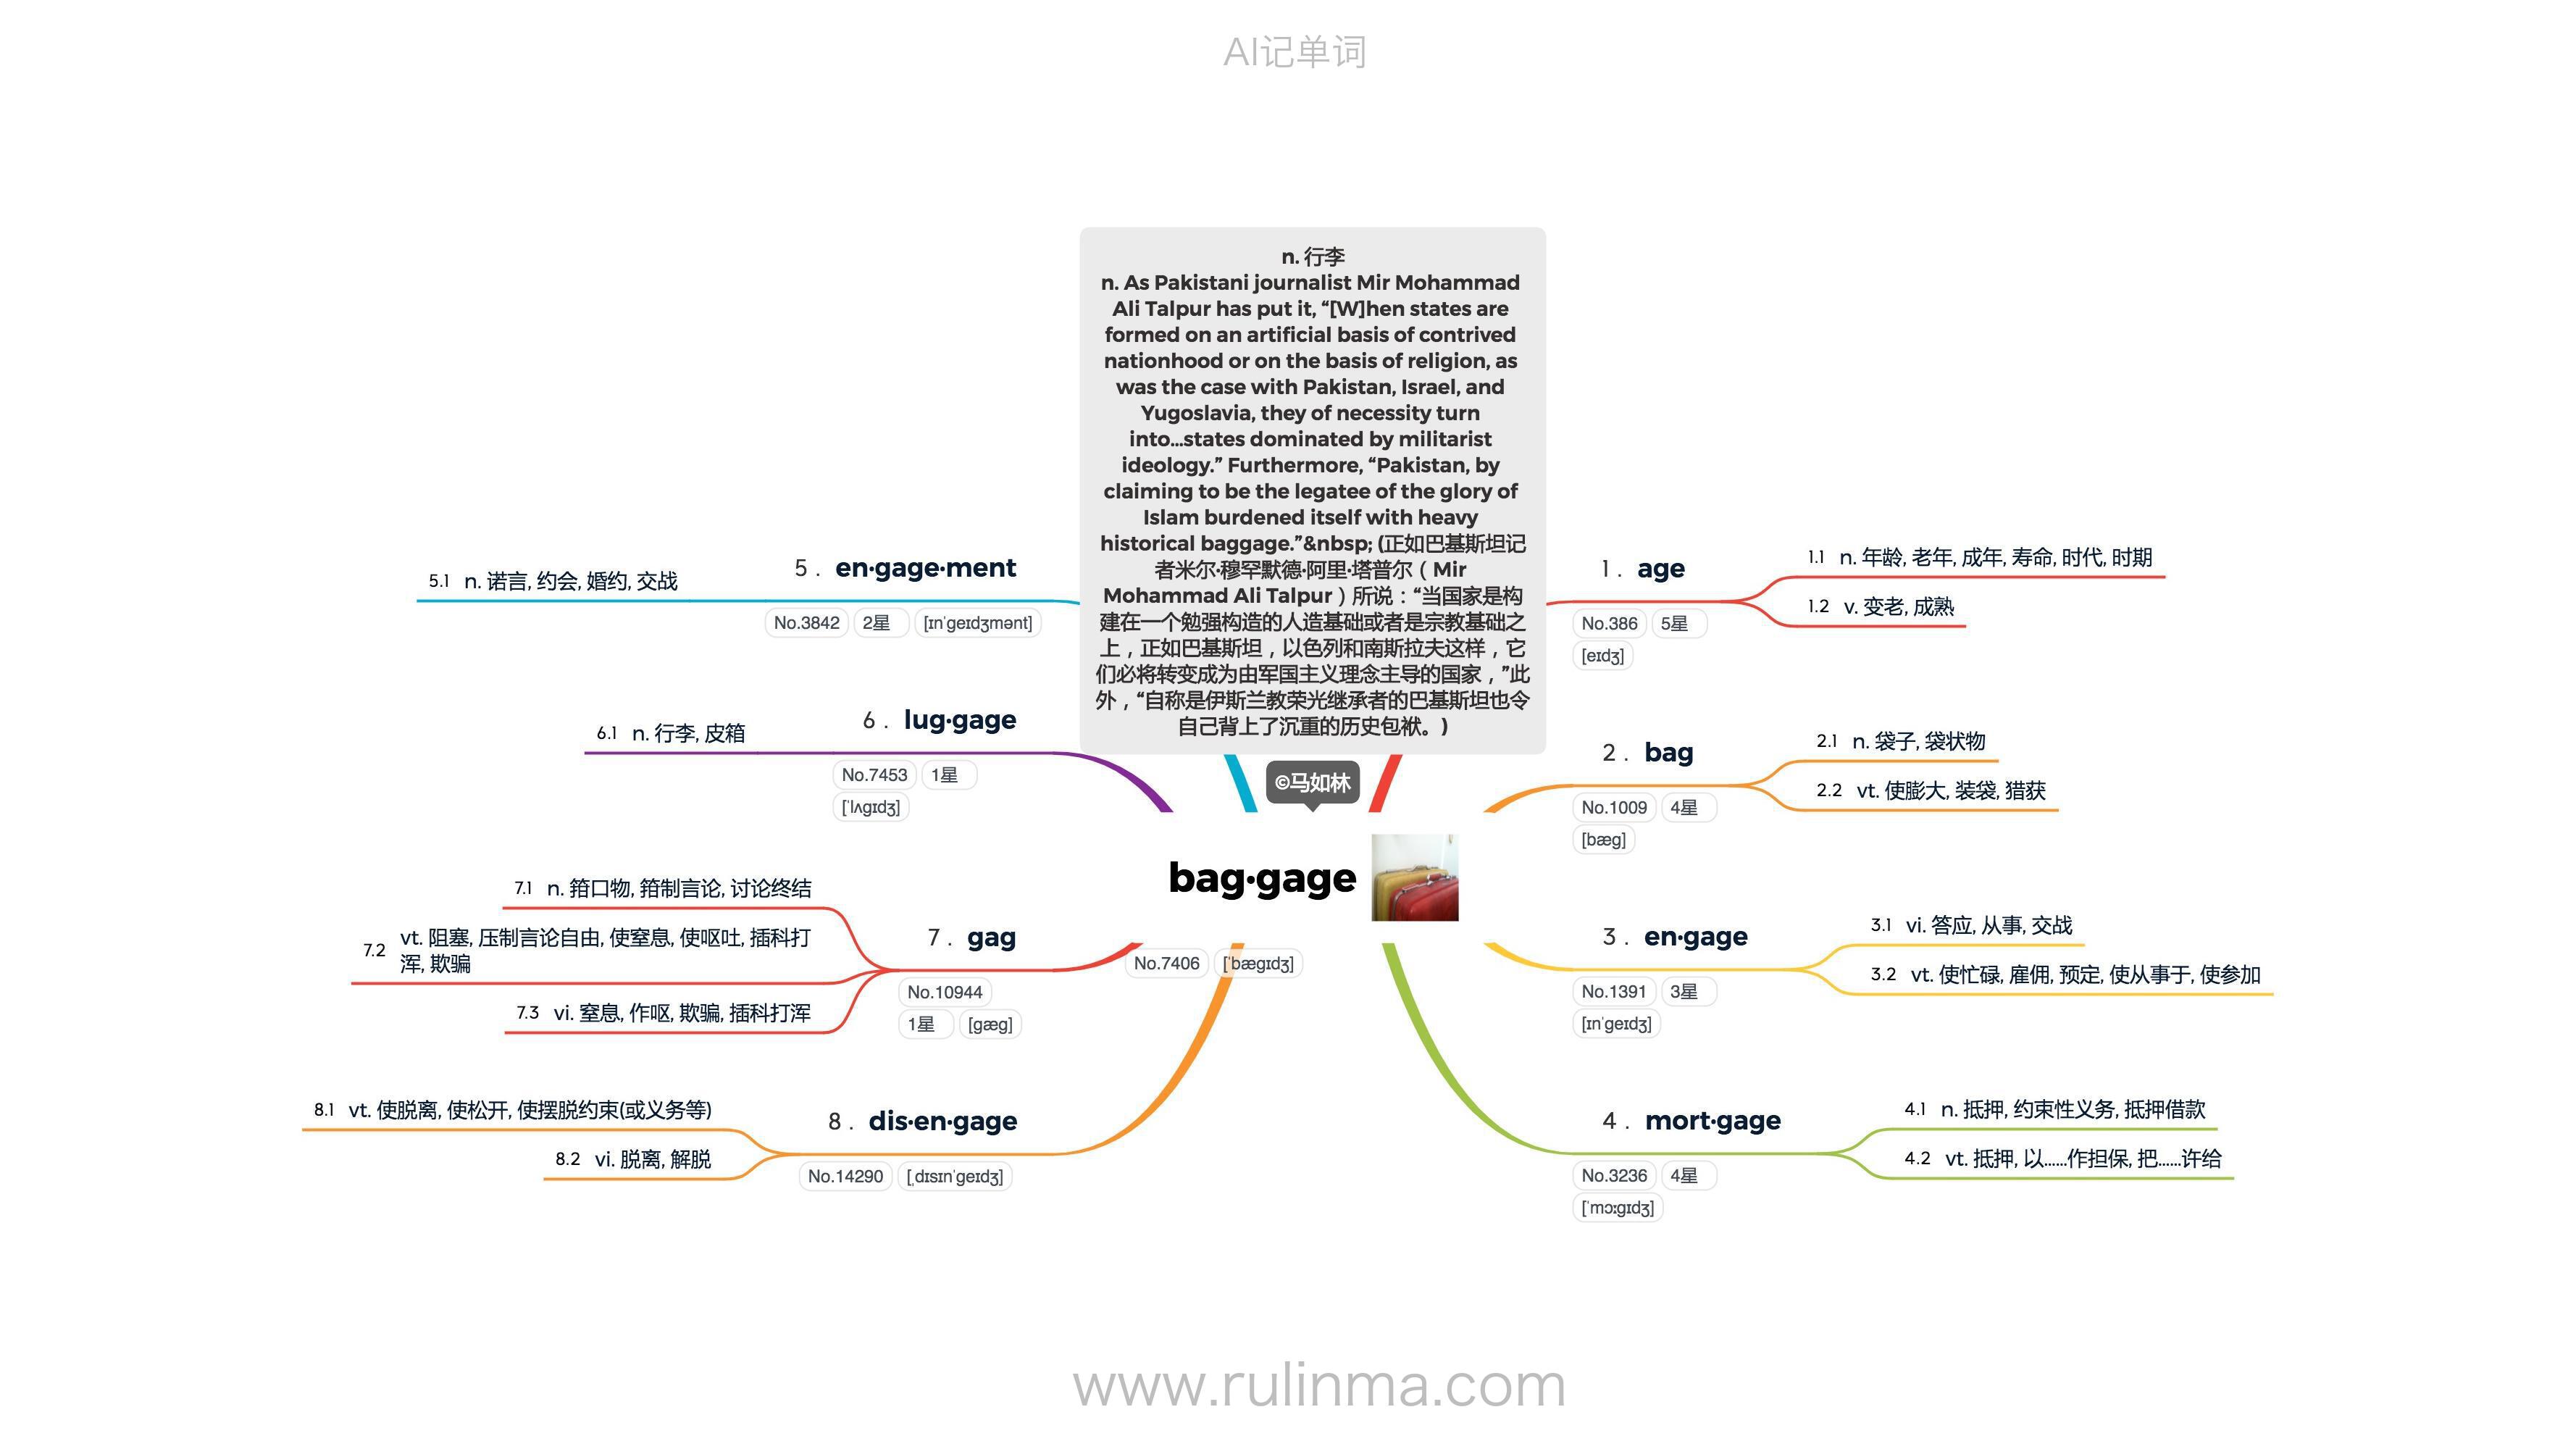 AI记单词
n. 行李
n. As Pakistani journalist Mir Mohammad
Ali Talpur has put it, “[W]hen states are
formed on an artificial basis of contrived
nationhood or on the basis of religion, as
was the case with Pakistan, Israel, and
Yugoslavia, they of necessity turn
into...states dominated by militarist
ideology.” Furthermore, “Pakistan, by
claiming to be the legatee of the glory of
Islam burdened itself with heavy
historical baggage.”&nbsp; (正如巴基斯坦记
者米尔·穆罕默德·阿里·塔普尔（Mir
Mohammad Ali Talpur）所说：“当国家是构
建在一个勉强构造的人造基础或者是宗教基础之
上，正如巴基斯坦，以色列和南斯拉夫这样，它
们必将转变成为由军国主义理念主导的国家，”此
外，“自称是伊斯兰教荣光继承者的巴基斯坦也令
自己背上了沉重的历史包袱。)
©马如林
bag·gage
No.7406 [ˈbæɡɪdʒ]
1. age
No.386 5星
[eɪdʒ]
1.1 n. 年龄, 老年, 成年, 寿命, 时代, 时期
1.2 v. 变老, 成熟
2. bag
No.1009 4星
[bæɡ]
2.1 n. 袋子, 袋状物
2.2 vt. 使膨大, 装袋, 猎获
3. en·gage
No.1391 3星
[ɪnˈɡeɪdʒ]
3.1 vi. 答应, 从事, 交战
3.2 vt. 使忙碌, 雇佣, 预定, 使从事于, 使参加
4. mort·gage
No.3236 4星
[ˈmɔːɡɪdʒ]
4.1 n. 抵押, 约束性义务, 抵押借款
4.2 vt. 抵押, 以......作担保, 把......许给
5. en·gage·ment
No.3842 2星 [ɪnˈɡeɪdʒmənt]
5.1 n. 诺言, 约会, 婚约, 交战
6. lug·gage
No.7453 1星
[ˈlʌɡɪdʒ]
6.1 n. 行李, 皮箱
7. gag
No.10944
1星 [ɡæɡ]
7.1 n. 箝口物, 箝制言论, 讨论终结
7.2 vt. 阻塞, 压制言论自由, 使窒息, 使呕吐, 插科打
浑, 欺骗
7.3 vi. 窒息, 作呕, 欺骗, 插科打浑
8. dis·en·gage
No.14290 [ˌdɪsɪnˈɡeɪdʒ]
8.1 vt. 使脱离, 使松开, 使摆脱约束(或义务等)
8.2 vi. 脱离, 解脱
www.rulinma.com